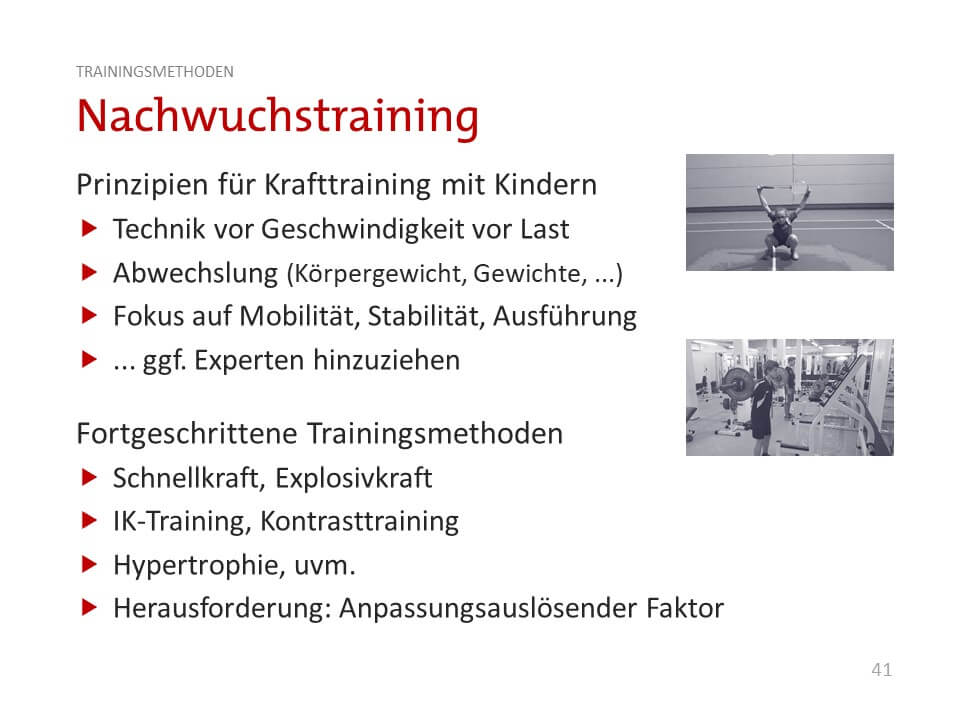 TRAININGSMETHODEN
Nachwuchstraining
Prinzipien für Krafttraining mit Kindern
Technik vor Geschwindigkeit vor Last
Abwechslung (Körpergewicht, Gewichte, ...)
Fokus auf Mobilität, Stabilität, Ausführung
... ggf. Experten hinzuziehen
Fortgeschrittene Trainingsmethoden
Schnellkraft, Explosivkraft
IK-Training, Kontrasttraining
Hypertrophie, uvm.
Herausforderung: Anpassungsauslösender Faktor
41